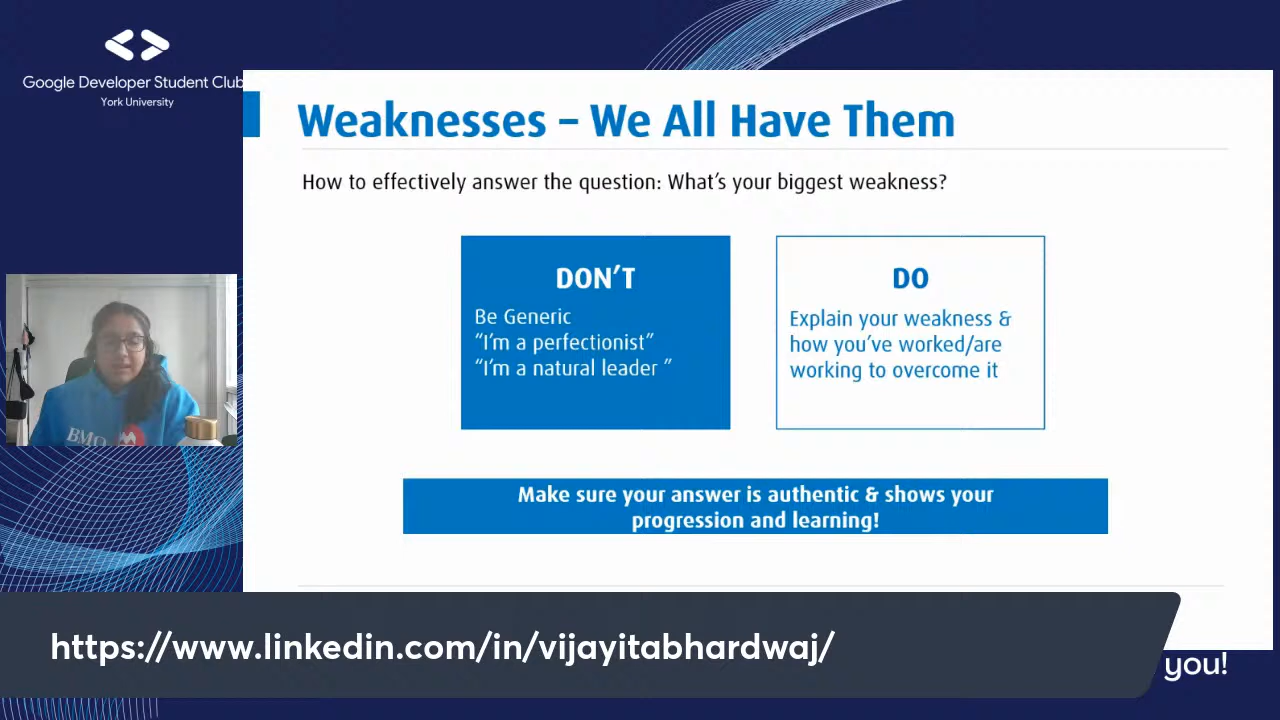 Google Developer Student Club
York University
Weaknesses – We All Have Them
How to effectively answer the question: What's your biggest weakness?
DON'T
Be Generic
"I'm a perfectionist"
"I'm a natural leader "
DO
Explain your weakness &
how you've worked/are
working to overcome it
BMO
Make sure your answer is authentic & shows your
progression and learning!
https://www.linkedin.com/in/vijayitabhardwaj/
you!